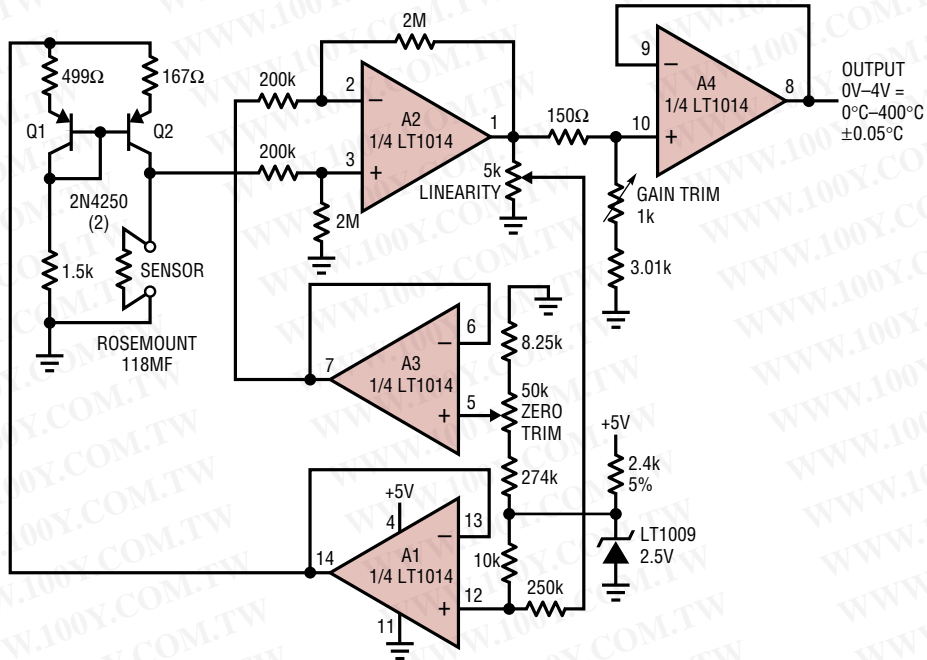 499Ω
167Ω
Q1
Q2
2N4250
(2)
1.5k
SENSOR
ROSEMOUNT
118MF
200k
200k
2M
2
−
3
+
A2
1/4 LT1014
1
2M
5k
LINEARITY
150Ω
9
−
10
+
A4
1/4 LT1014
8
OUTPUT
0V–4V =
0°C–400°C
±0.05°C
GAIN TRIM
1k
3.01k
7
A3
1/4 LT1014
6
−
5
+
8.25k
50k
ZERO
TRIM
274k
+5V
2.4k
5%
LT1009
2.5V
10k
250k
+5V
4
14
A1
1/4 LT1014
13
−
12
+
11
WWW.100Y.COM.TW